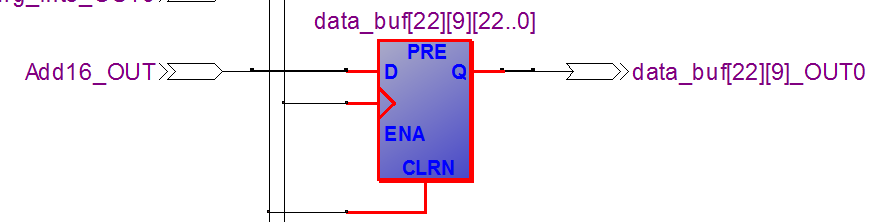 data_buf[22][9][22..0]
PRE
Add16_OUT
D
Q
data_buf[22][9]_OUT0
ENA
CLRN